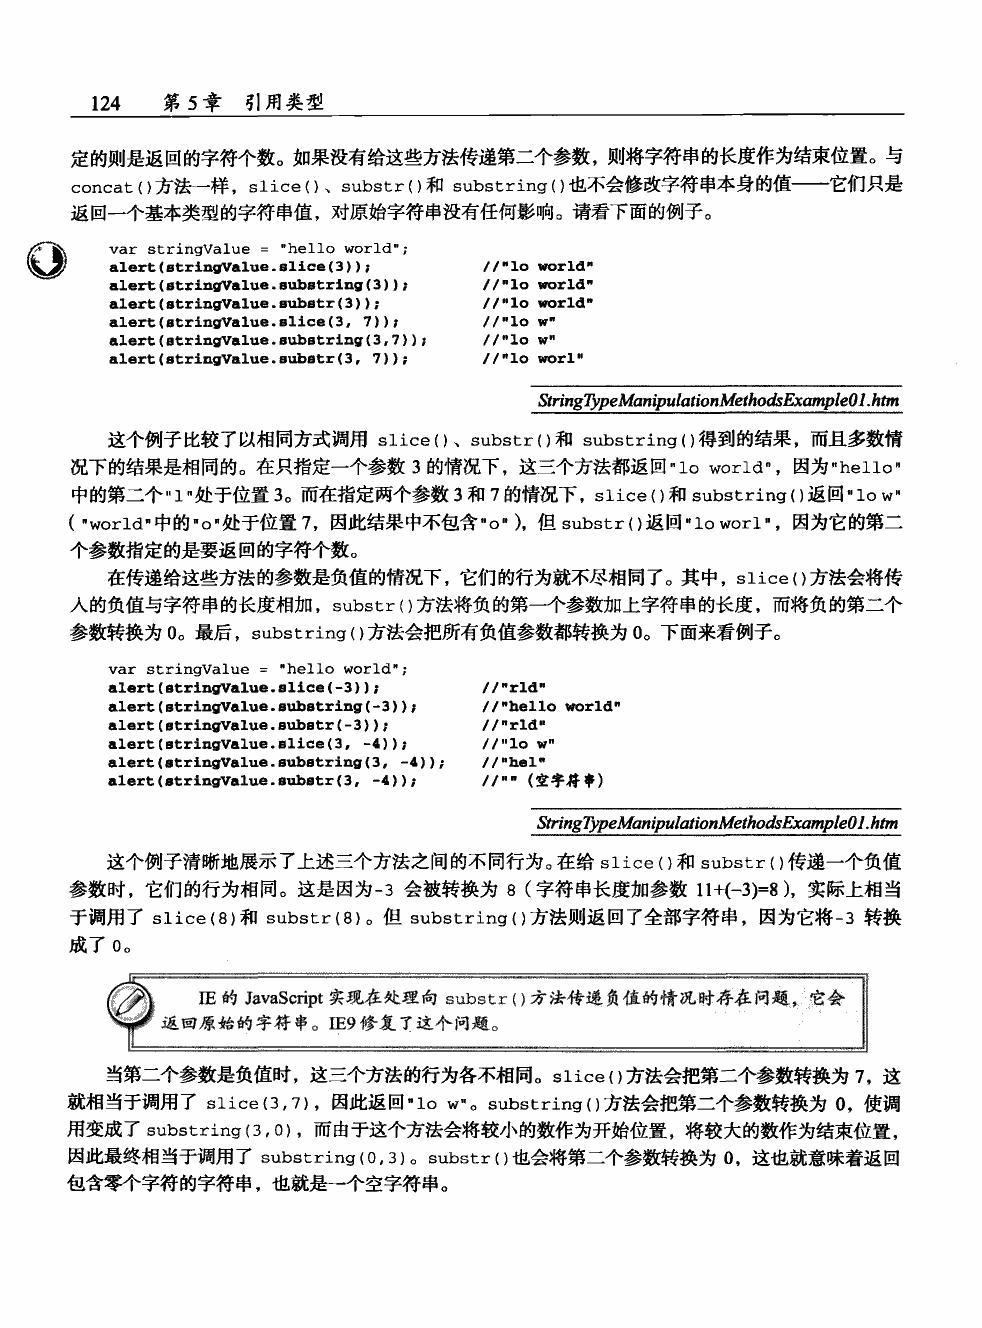 124 第 5 章 引用类型
定的则是返回的字符个数。如果没有给这些方法传递第二个参数，则将字符串的长度作为结束位置。与
concat()方法一样，slice()、substr()和 substring()也不会修改字符串本身的值——它们只是
返回一个基本类型的字符串值，对原始字符串没有任何影响。请看下面的例子。
var stringValue = "hello world";
alert(stringValue.slice(3)); //"lo world"
alert(stringValue.substring(3)); //"lo world"
alert(stringValue.substr(3)); //"lo world"
alert(stringValue.slice(3, 7)); //"lo w"
alert(stringValue.substring(3,7)); //"lo w"
alert(stringValue.substr(3, 7)); //"lo worl"
StringTypeManipulationMethodsExample01.htm
这个例子比较了以相同方式调用 slice()、substr()和 substring()得到的结果，而且多数情
况下的结果是相同的。在只指定一个参数 3 的情况下，这三个方法都返回"lo world"，因为"hello"
中的第二个"l"处于位置 3。而在指定两个参数 3 和 7 的情况下，slice()和 substring()返回"lo w"
（"world"中的"o"处于位置 7，因此结果中不包含"o"），但 substr()返回"lo worl"，因为它的第二
个参数指定的是要返回的字符个数。
在传递给这些方法的参数是负值的情况下，它们的行为就不尽相同了。其中，slice()方法会将传
入的负值与字符串的长度相加，substr()方法将负的第一个参数加上字符串的长度，而将负的第二个
参数转换为 0。最后，substring()方法会把所有负值参数都转换为 0。下面来看例子。
var stringValue = "hello world";
alert(stringValue.slice(-3)); //"rld"
alert(stringValue.substring(-3)); //"hello world"
alert(stringValue.substr(-3)); //"rld"
alert(stringValue.slice(3, -4)); //"lo w"
alert(stringValue.substring(3, -4)); //"hel"
alert(stringValue.substr(3, -4)); //"" (空字符串)
StringTypeManipulationMethodsExample01.htm
这个例子清晰地展示了上述三个方法之间的不同行为。在给 slice()和 substr()传递一个负值
参数时，它们的行为相同。这是因为-3 会被转换为 8（字符串长度加参数 11+(-3)=8），实际上相当
于调用了 slice(8)和 substr(8)。但 substring()方法则返回了全部字符串，因为它将-3 转换
成了 0。
IE 的 JavaScript 实现在处理向 substr()方法传递负值的情况时存在问题，它会
返回原始的字符串。IE9 修复了这个问题。
当第二个参数是负值时，这三个方法的行为各不相同。slice()方法会把第二个参数转换为 7，这
就相当于调用了 slice(3,7)，因此返回"lo w"。substring()方法会把第二个参数转换为 0，使调
用变成了 substring(3,0)，而由于这个方法会将较小的数作为开始位置，将较大的数作为结束位置，
因此最终相当于调用了 substring(0,3)。substr()也会将第二个参数转换为 0，这也就意味着返回
包含零个字符的字符串，也就是一个空字符串。